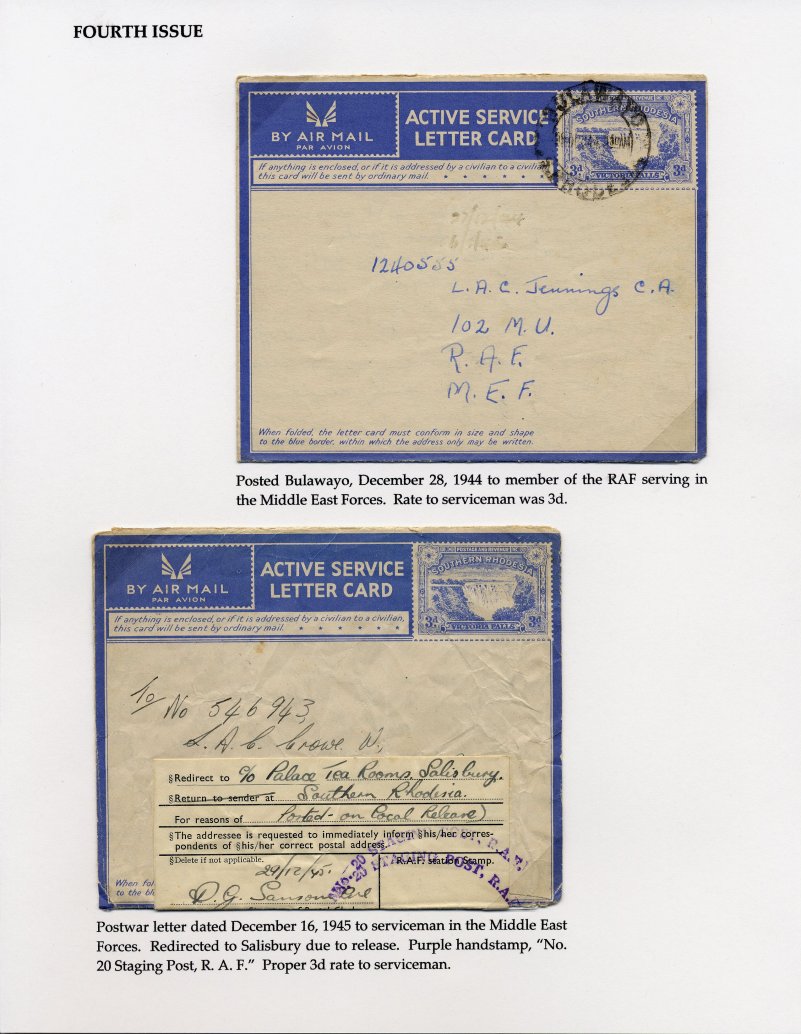 FOURTH ISSUE
BY AIR MAIL
PAR AVION
ACTIVE SERVICE
LETTER CARD
If anything is enclosed, or if it is addressed by a civilian to a civilian
this card will be sent by ordinary mail. ★ ★ ★ ★ ★
POSTAGE AND REVENUE
SOUTHERN RHODESIA
3d VICTORIA FALLS 3d
BULAWAYO
1240555
L.A.C. Jennings C.A.
102 M.U.
R.A.F.
M.E.F.
When folded, the letter card must conform in size and shape
to the blue border, within which the address only may be written.
Posted Bulawayo, December 28, 1944 to member of the RAF serving in
the Middle East Forces. Rate to serviceman was 3d.
BY AIR MAIL
PAR AVION
ACTIVE SERVICE
LETTER CARD
If anything is enclosed, or if it is addressed by a civilian to a civilian,
this card will be sent by ordinary mail. ★ ★ ★ ★ ★ ★
POSTAGE AND REVENUE
SOUTHERN RHODESIA
3d VICTORIA FALLS 3d
To No 546943,
L.A.C. Crowe W.,
§Redirect to c/o Palace Tea Rooms, Salisbury.
§Return to sender at Southern Rhodesia.
For reasons of Posted - on (Local Release)
§The addressee is requested to immediately inform §his/her corres-
pondents of §his/her correct postal address.
§Delete if not applicable.
R.A.F. station Stamp.
No. 20 STAGING POST, R.A.F.
No. 20 STAGING POST, R.A.F.
29/12/45.
D.G. Sansom
When fol
to the bl
Postwar letter dated December 16, 1945 to serviceman in the Middle East
Forces. Redirected to Salisbury due to release. Purple handstamp, “No.
20 Staging Post, R. A. F.” Proper 3d rate to serviceman.